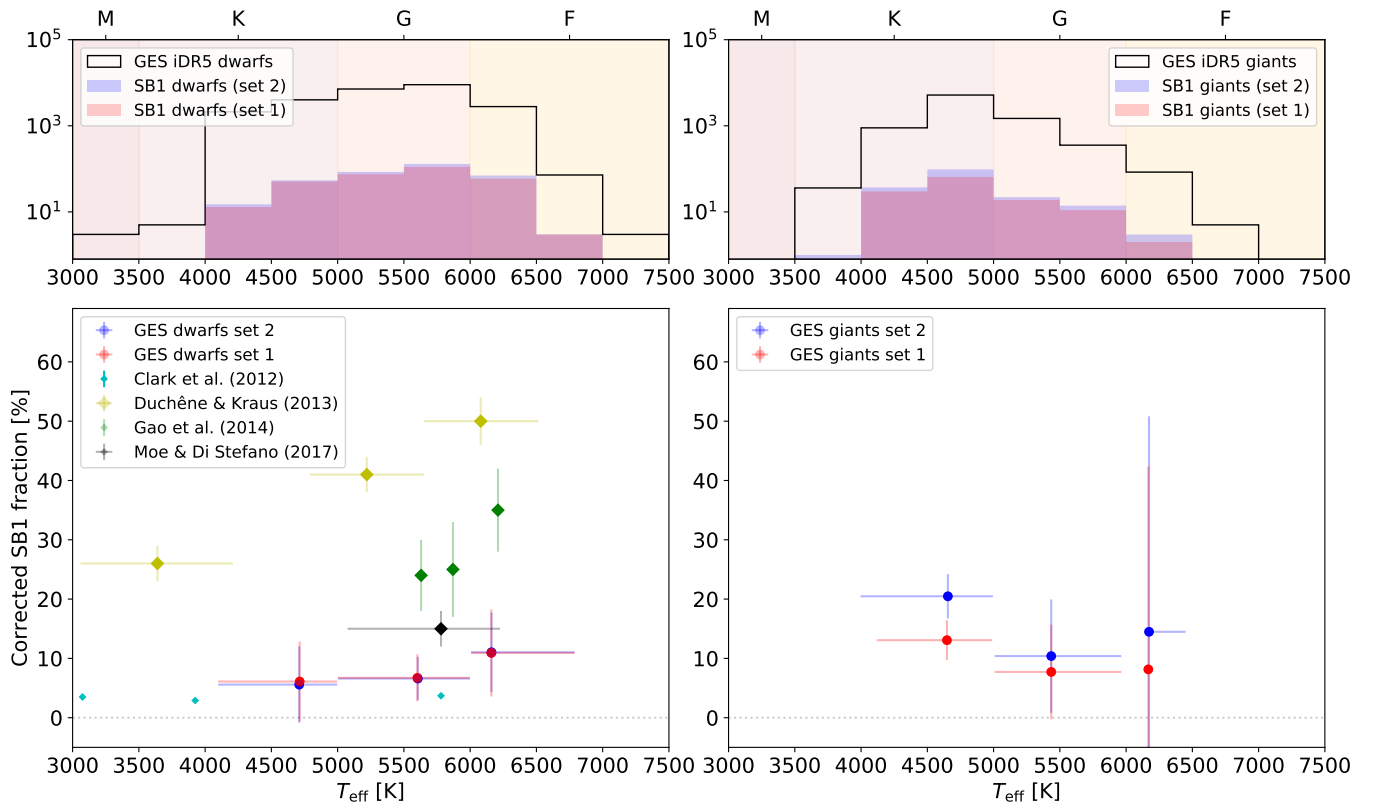 M K G F
M K G F
10^5
10^3
10^1
GES iDR5 dwarfs
SB1 dwarfs (set 2)
SB1 dwarfs (set 1)
3000 3500 4000 4500 5000 5500 6000 6500 7000 7500
10^5
10^3
10^1
GES iDR5 giants
SB1 giants (set 2)
SB1 giants (set 1)
3000 3500 4000 4500 5000 5500 6000 6500 7000 7500
Corrected SB1 fraction [%]
60
50
40
30
20
10
0
GES dwarfs set 2
GES dwarfs set 1
Clark et al. (2012)
Duchêne & Kraus (2013)
Gao et al. (2014)
Moe & Di Stefano (2017)
3000 3500 4000 4500 5000 5500 6000 6500 7000 7500
T_eff [K]
60
50
40
30
20
10
0
GES giants set 2
GES giants set 1
3000 3500 4000 4500 5000 5500 6000 6500 7000 7500
T_eff [K]